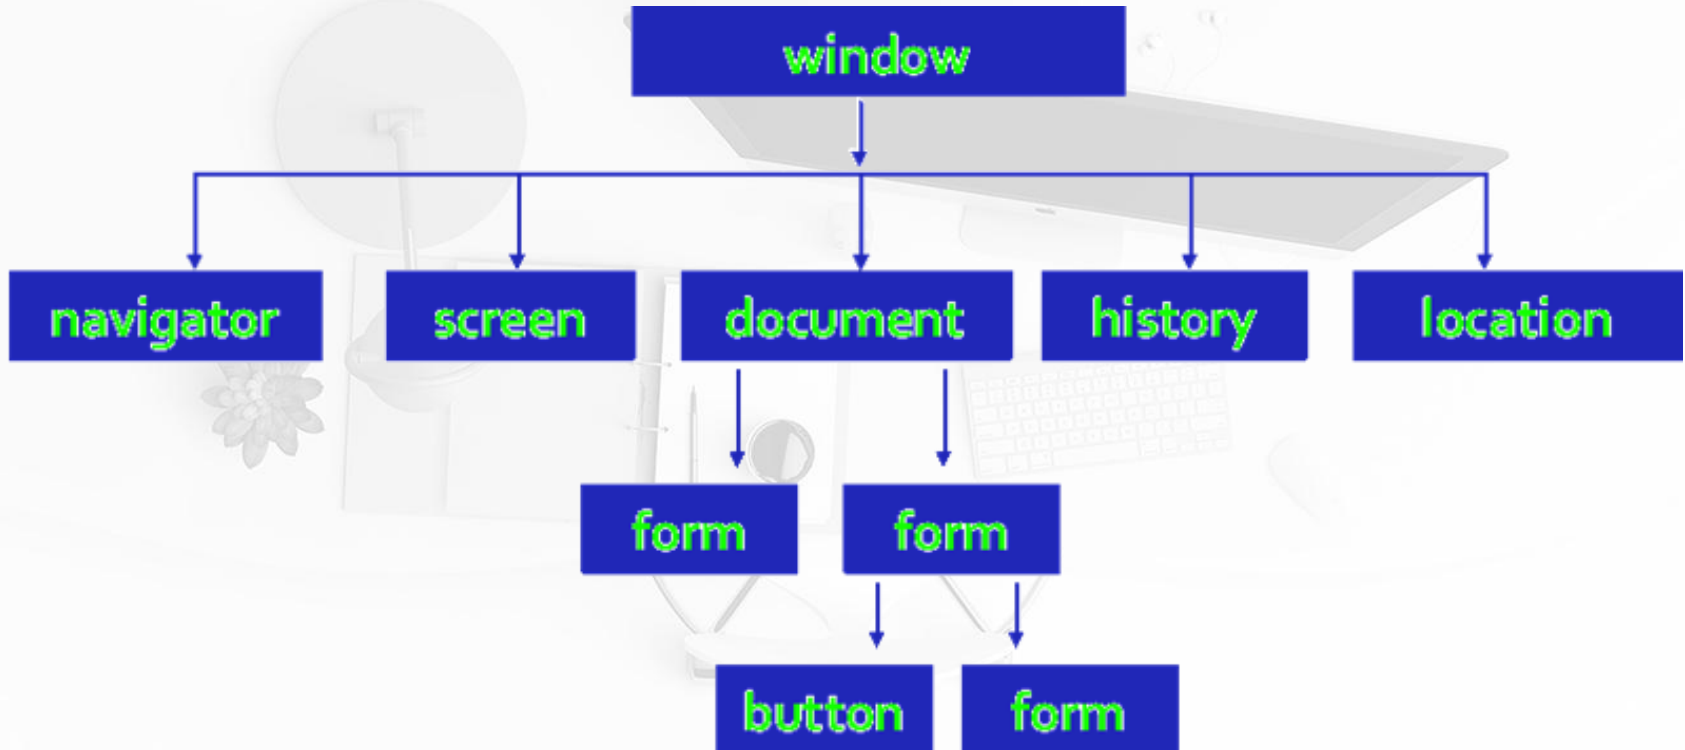 window
navigator
screen
document
history
location
form
form
button
form